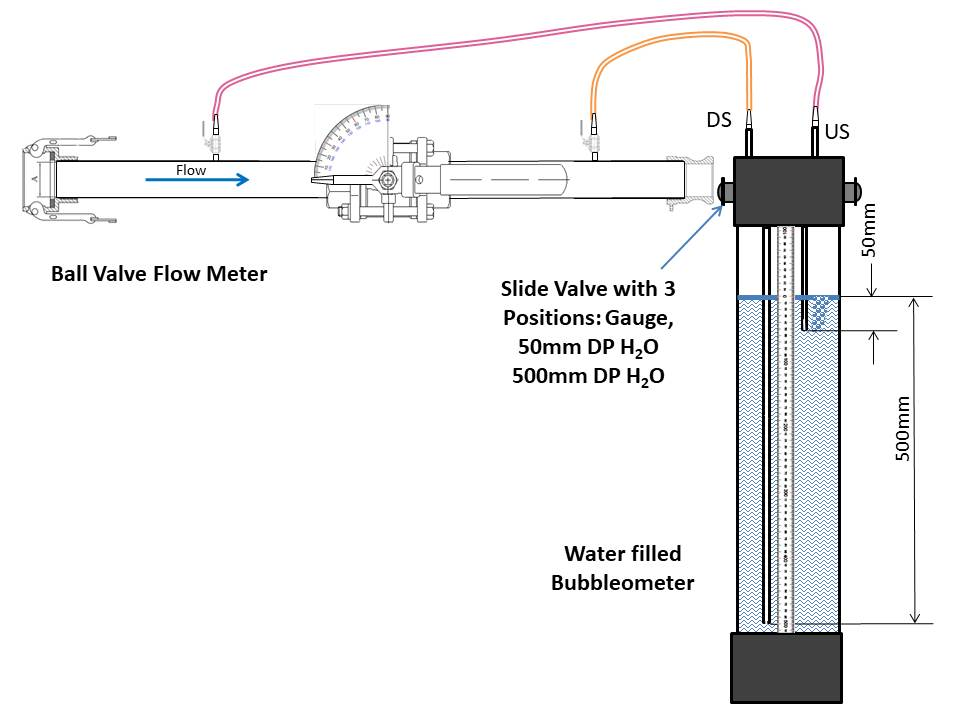 DS
US
Flow
A
50mm
Ball Valve Flow Meter
Slide Valve with 3
Positions: Gauge,
50mm DP H₂O
500mm DP H₂O
500mm
Water filled
Bubbleometer